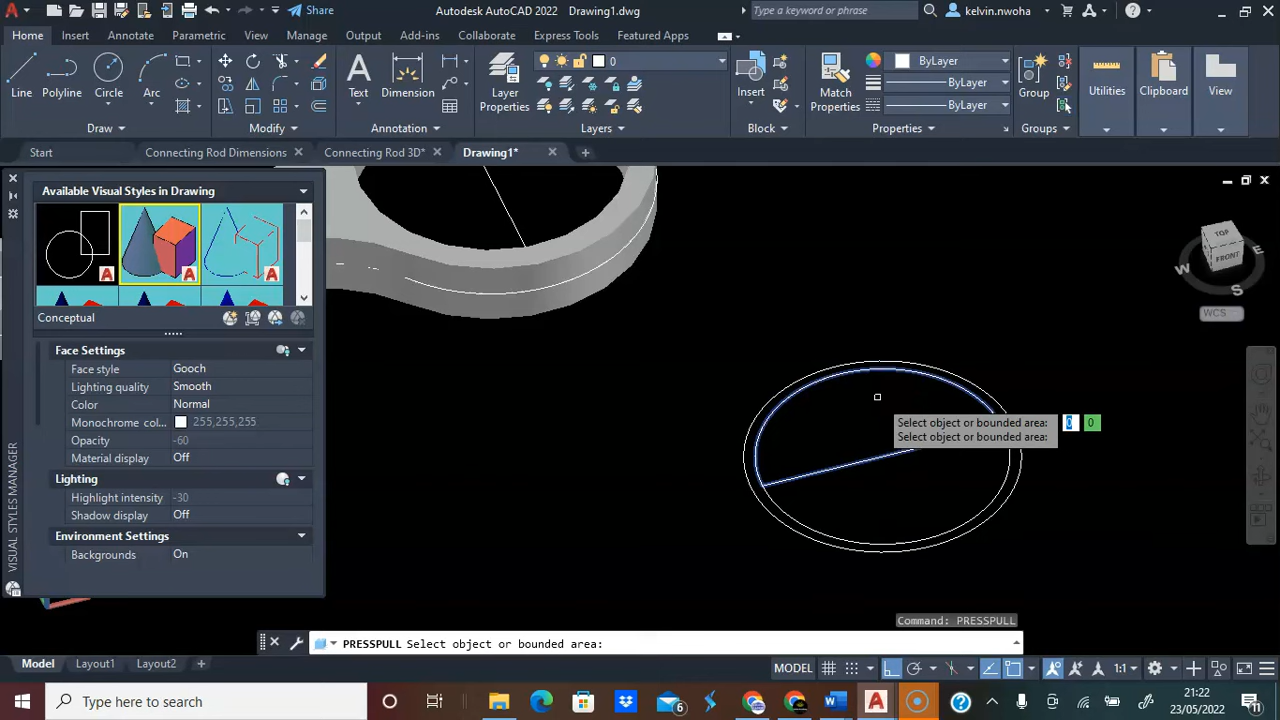 Share
Autodesk AutoCAD 2022 Drawing1.dwg
Type a keyword or phrase
kelvin.nwoha
Home Insert Annotate Parametric View Manage Output Add-ins Collaborate Express Tools Featured Apps
Line Polyline Circle Arc
Text Dimension
Layer Properties
0
Insert
Match Properties
ByLayer
ByLayer
ByLayer
Group
Utilities
Clipboard
View
Draw Modify Annotation Layers Block Properties Groups
Start Connecting Rod Dimensions Connecting Rod 3D* Drawing1*
Available Visual Styles in Drawing
Conceptual
Face Settings
Face style Gooch
Lighting quality Smooth
Color Normal
Monochrome col... 255,255,255
Opacity -60
Material display Off
Lighting
Highlight intensity -30
Shadow display Off
Environment Settings
Backgrounds On
VISUAL STYLES MANAGER
TOP
FRONT
W E
S
WCS
Select object or bounded area: 0 0
Select object or bounded area:
Command: PRESSPULL
PRESSPULL Select object or bounded area:
Model Layout1 Layout2 +
MODEL 1:1
Type here to search
6
21:22
23/05/2022
11